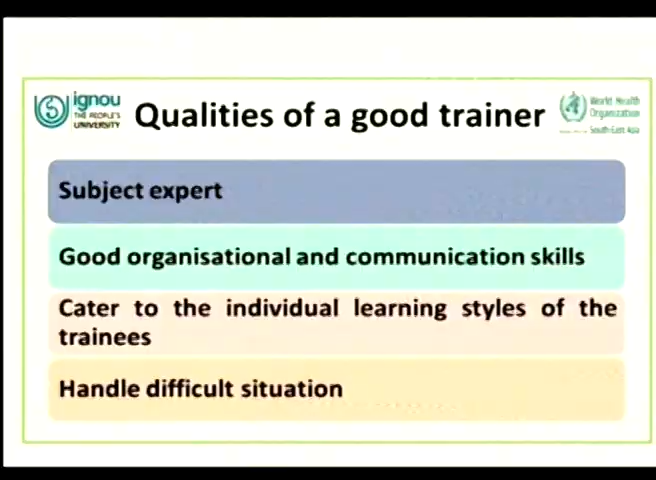 ignou
THE PEOPLE'S
UNIVERSITY
Qualities of a good trainer
World Health
Organization
South-East Asia
Subject expert
Good organisational and communication skills
Cater to the individual learning styles of the
trainees
Handle difficult situation